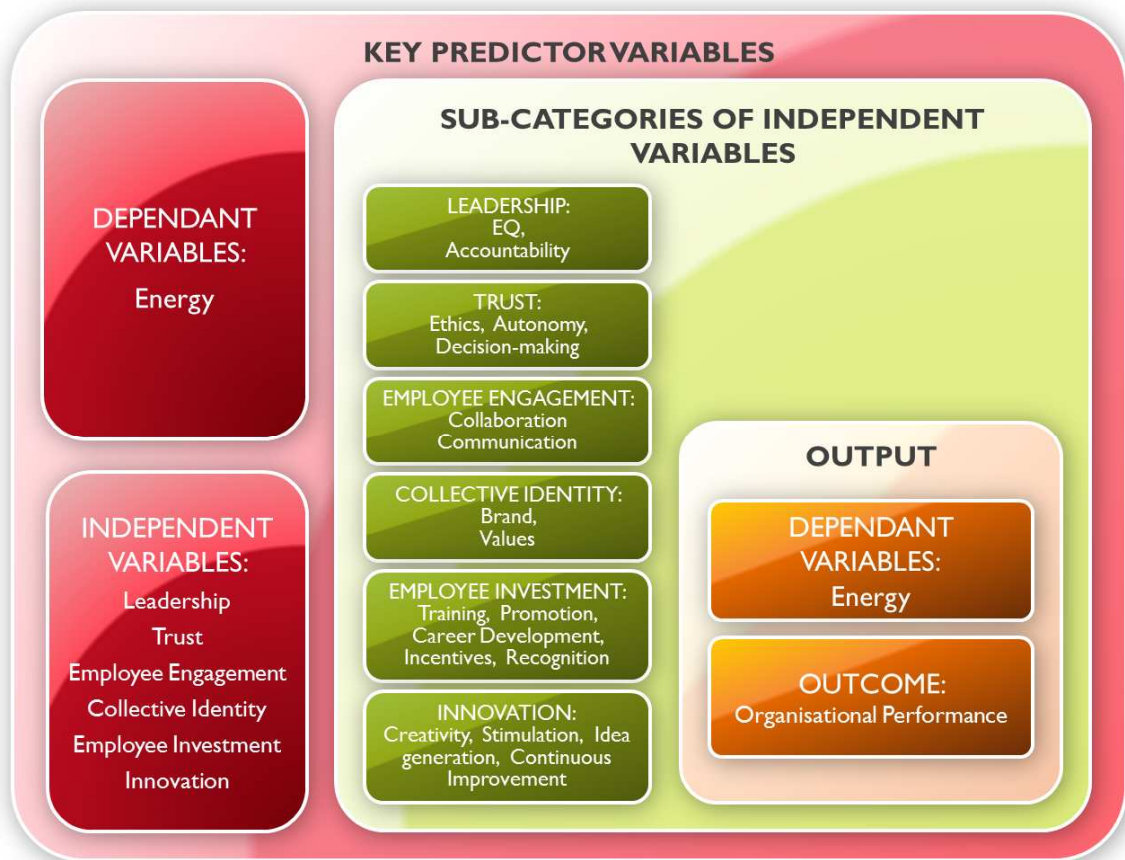 KEY PREDICTOR VARIABLES
DEPENDANT
VARIABLES:
Energy
INDEPENDENT
VARIABLES:
Leadership
Trust
Employee Engagement
Collective Identity
Employee Investment
Innovation
SUB-CATEGORIES OF INDEPENDENT
VARIABLES
LEADERSHIP:
EQ,
Accountability
TRUST:
Ethics, Autonomy,
Decision-making
EMPLOYEE ENGAGEMENT:
Collaboration
Communication
COLLECTIVE IDENTITY:
Brand,
Values
EMPLOYEE INVESTMENT:
Training, Promotion,
Career Development,
Incentives, Recognition
INNOVATION:
Creativity, Stimulation, Idea
generation, Continuous
Improvement
OUTPUT
DEPENDANT
VARIABLES:
Energy
OUTCOME:
Organisational Performance